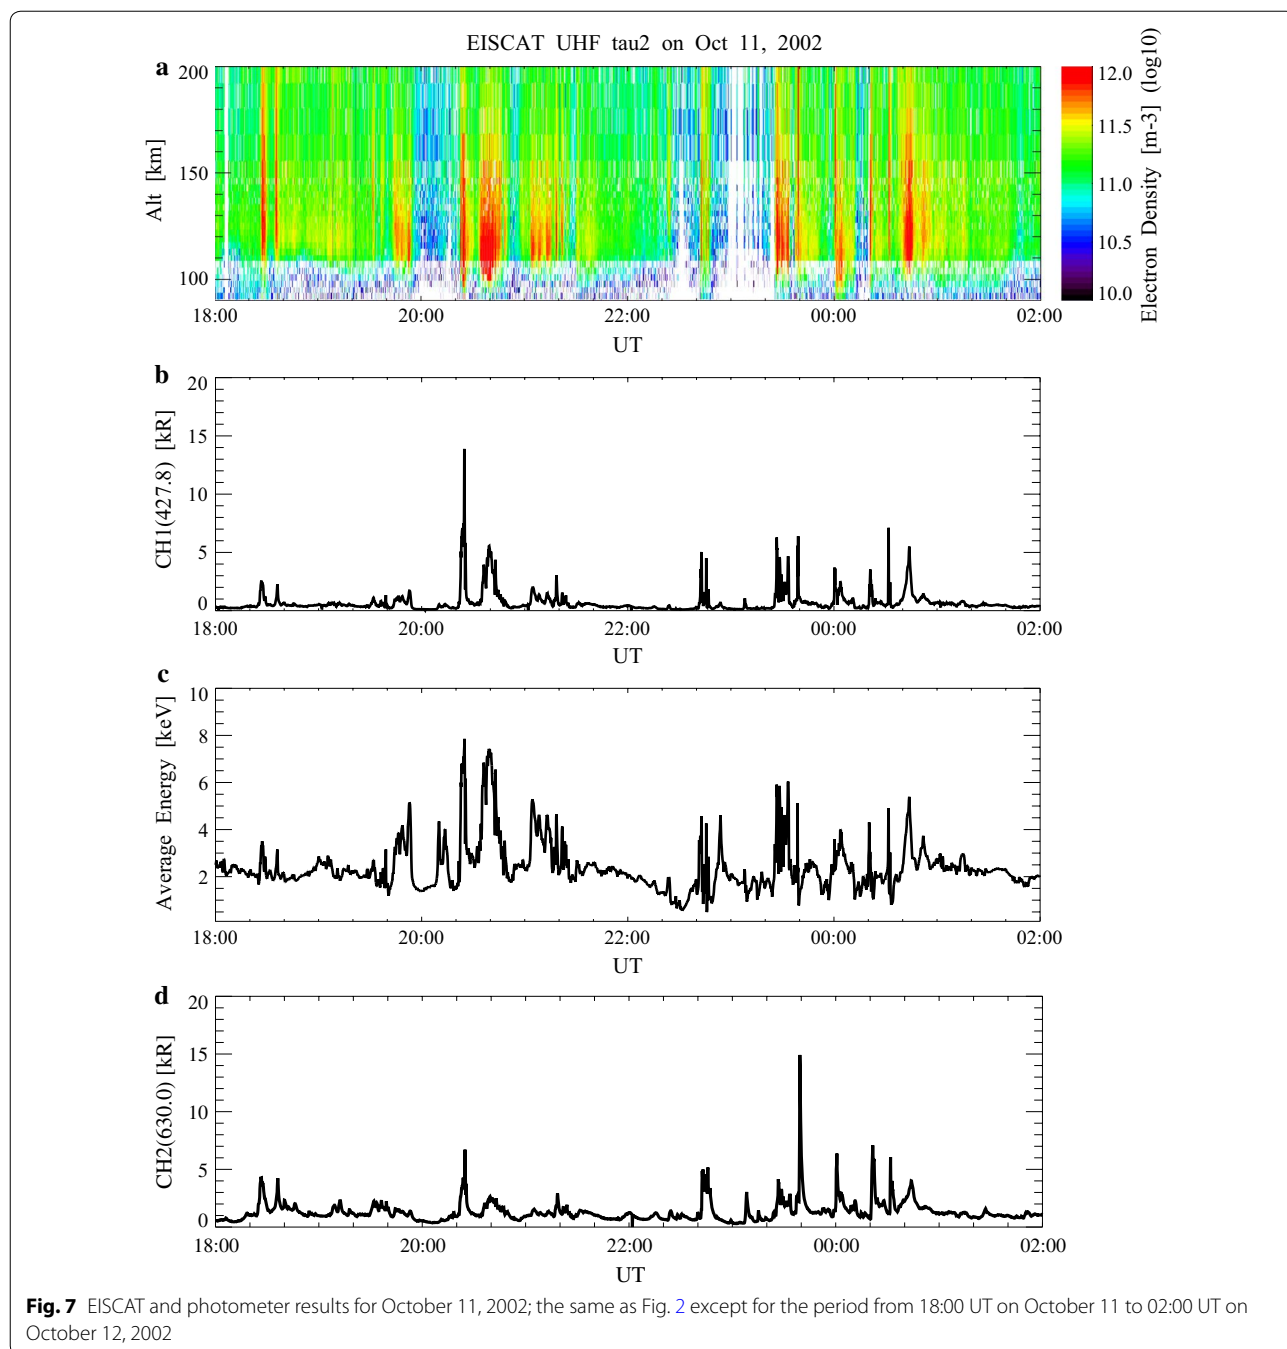 EISCAT UHF tau2 on Oct 11, 2002
a
200
150
100
Alt [km]
18:00 20:00 22:00 00:00 02:00
UT
12.0
11.5
11.0
10.5
10.0
Electron Density [m-3] (log10)
b
20
15
10
5
0
CH1(427.8) [kR]
18:00 20:00 22:00 00:00 02:00
UT
c
10
8
6
4
2
Average Energy [keV]
18:00 20:00 22:00 00:00 02:00
UT
d
20
15
10
5
0
CH2(630.0) [kR]
18:00 20:00 22:00 00:00 02:00
UT
Fig. 7 EISCAT and photometer results for October 11, 2002; the same as Fig. 2 except for the period from 18:00 UT on October 11 to 02:00 UT on
October 12, 2002